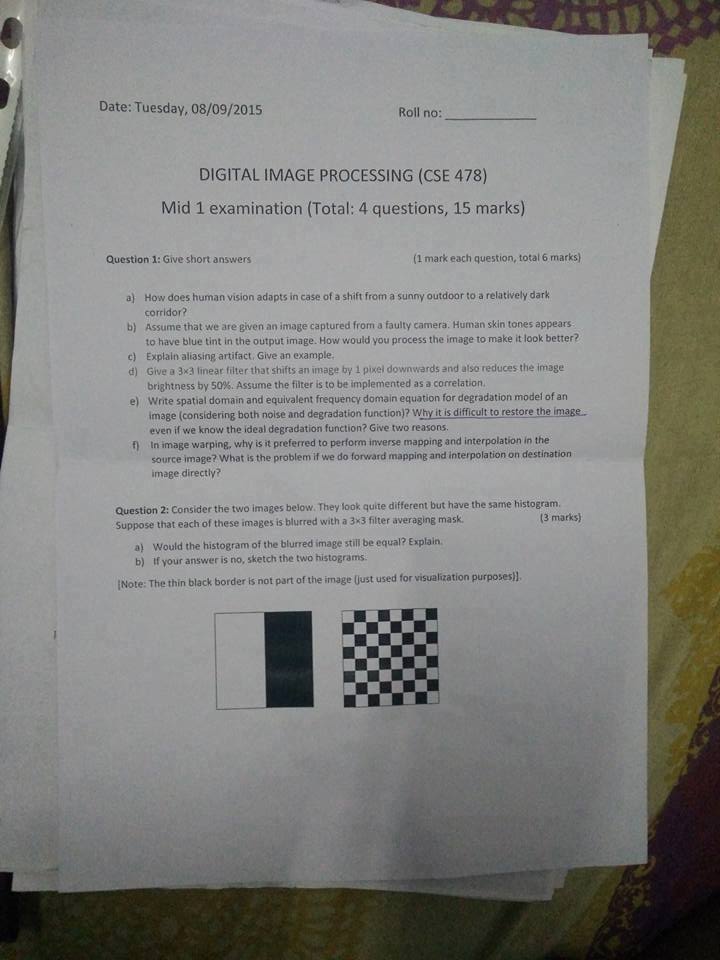 Date: Tuesday, 08/09/2015 Roll no: ____________
DIGITAL IMAGE PROCESSING (CSE 478)
Mid 1 examination (Total: 4 questions, 15 marks)
Question 1: Give short answers (1 mark each question, total 6 marks)
a) How does human vision adapts in case of a shift from a sunny outdoor to a relatively dark
corridor?
b) Assume that we are given an image captured from a faulty camera. Human skin tones appears
to have blue tint in the output image. How would you process the image to make it look better?
c) Explain aliasing artifact. Give an example.
d) Give a 3×3 linear filter that shifts an image by 1 pixel downwards and also reduces the image
brightness by 50%. Assume the filter is to be implemented as a correlation.
e) Write spatial domain and equivalent frequency domain equation for degradation model of an
image (considering both noise and degradation function)? Why it is difficult to restore the image
even if we know the ideal degradation function? Give two reasons.
f) In image warping, why is it preferred to perform inverse mapping and interpolation in the
source image? What is the problem if we do forward mapping and interpolation on destination
image directly?
Question 2: Consider the two images below. They look quite different but have the same histogram.
Suppose that each of these images is blurred with a 3×3 filter averaging mask. (3 marks)
a) Would the histogram of the blurred image still be equal? Explain.
b) If your answer is no, sketch the two histograms.
[Note: The thin black border is not part of the image (just used for visualization purposes)].